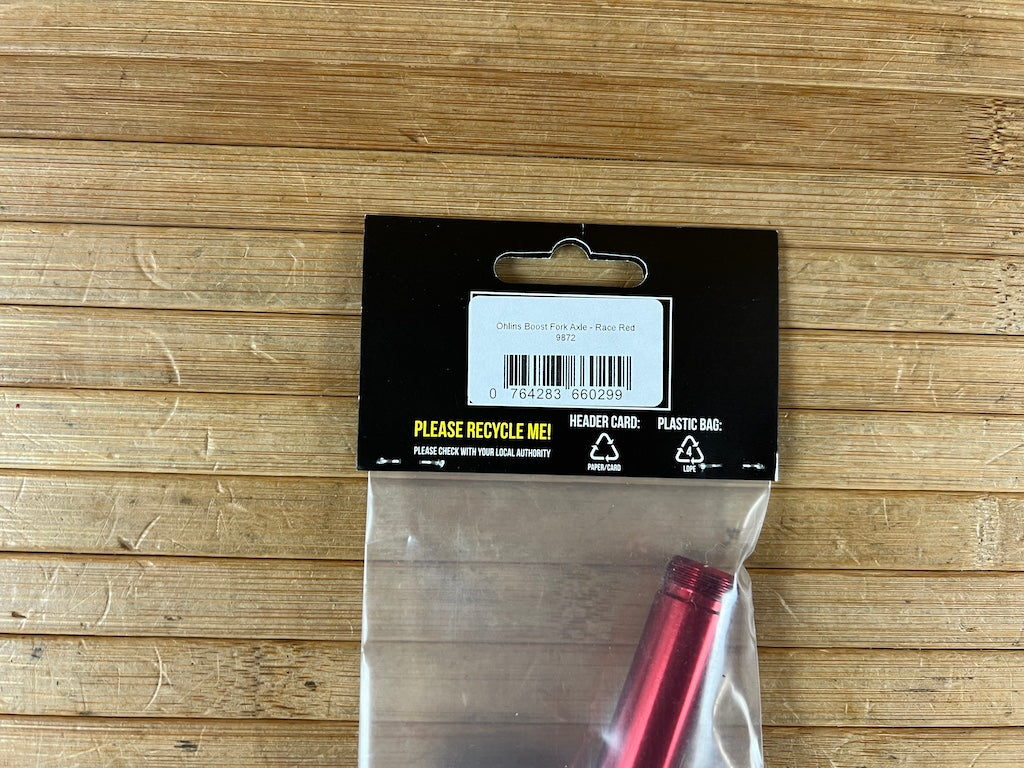 Ohlins Boost Fork Axle - Race Red
9872
0 764283 660299
PLEASE RECYCLE ME!
PLEASE CHECK WITH YOUR LOCAL AUTHORITY
HEADER CARD:
PAPER/CARD
PLASTIC BAG:
4
LDPE